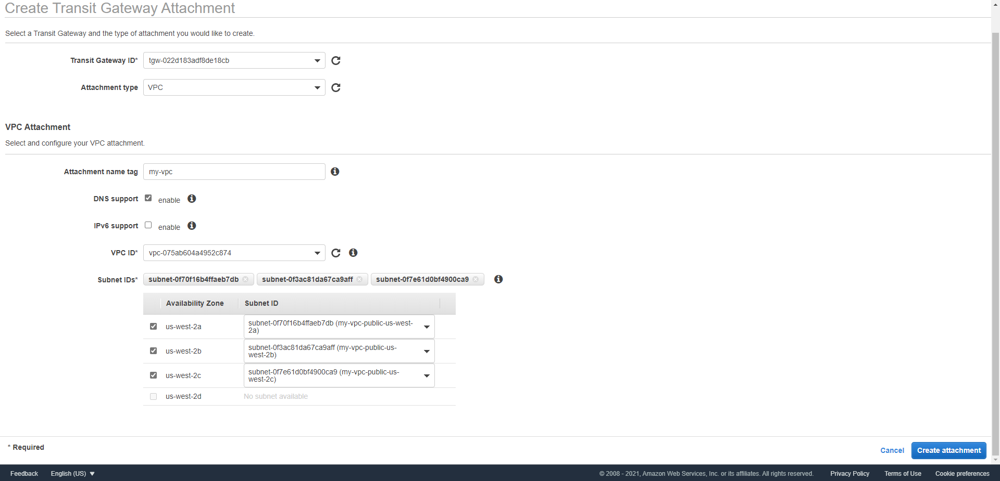 Create Transit Gateway Attachment
Select a Transit Gateway and the type of attachment you would like to create.
Transit Gateway ID* tgw-022d183adf8de18cb
Attachment type VPC
VPC Attachment
Select and configure your VPC attachment.
Attachment name tag my-vpc
DNS support enable
IPv6 support enable
VPC ID* vpc-075ab604a4952c874
Subnet IDs* subnet-0f70f16b4ffaeb7db subnet-0f3ac81da67ca9aff subnet-0f7e61d0bf4900ca9
Availability Zone Subnet ID
us-west-2a subnet-0f70f16b4ffaeb7db (my-vpc-public-us-west-
2a)
us-west-2b subnet-0f3ac81da67ca9aff (my-vpc-public-us-
west-2b)
us-west-2c subnet-0f7e61d0bf4900ca9 (my-vpc-public-us-
west-2c)
us-west-2d No subnet available
* Required
Cancel Create attachment
Feedback English (US) © 2008 - 2021, Amazon Web Services, Inc. or its affiliates. All rights reserved. Privacy Policy Terms of Use Cookie preferences